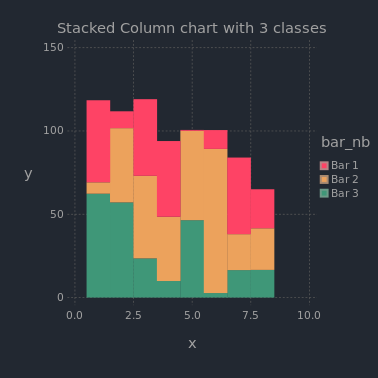 Stacked Column chart with 3 classes
150
100
50
0
y
0.0 2.5 5.0 7.5 10.0
x
bar_nb
Bar 1
Bar 2
Bar 3